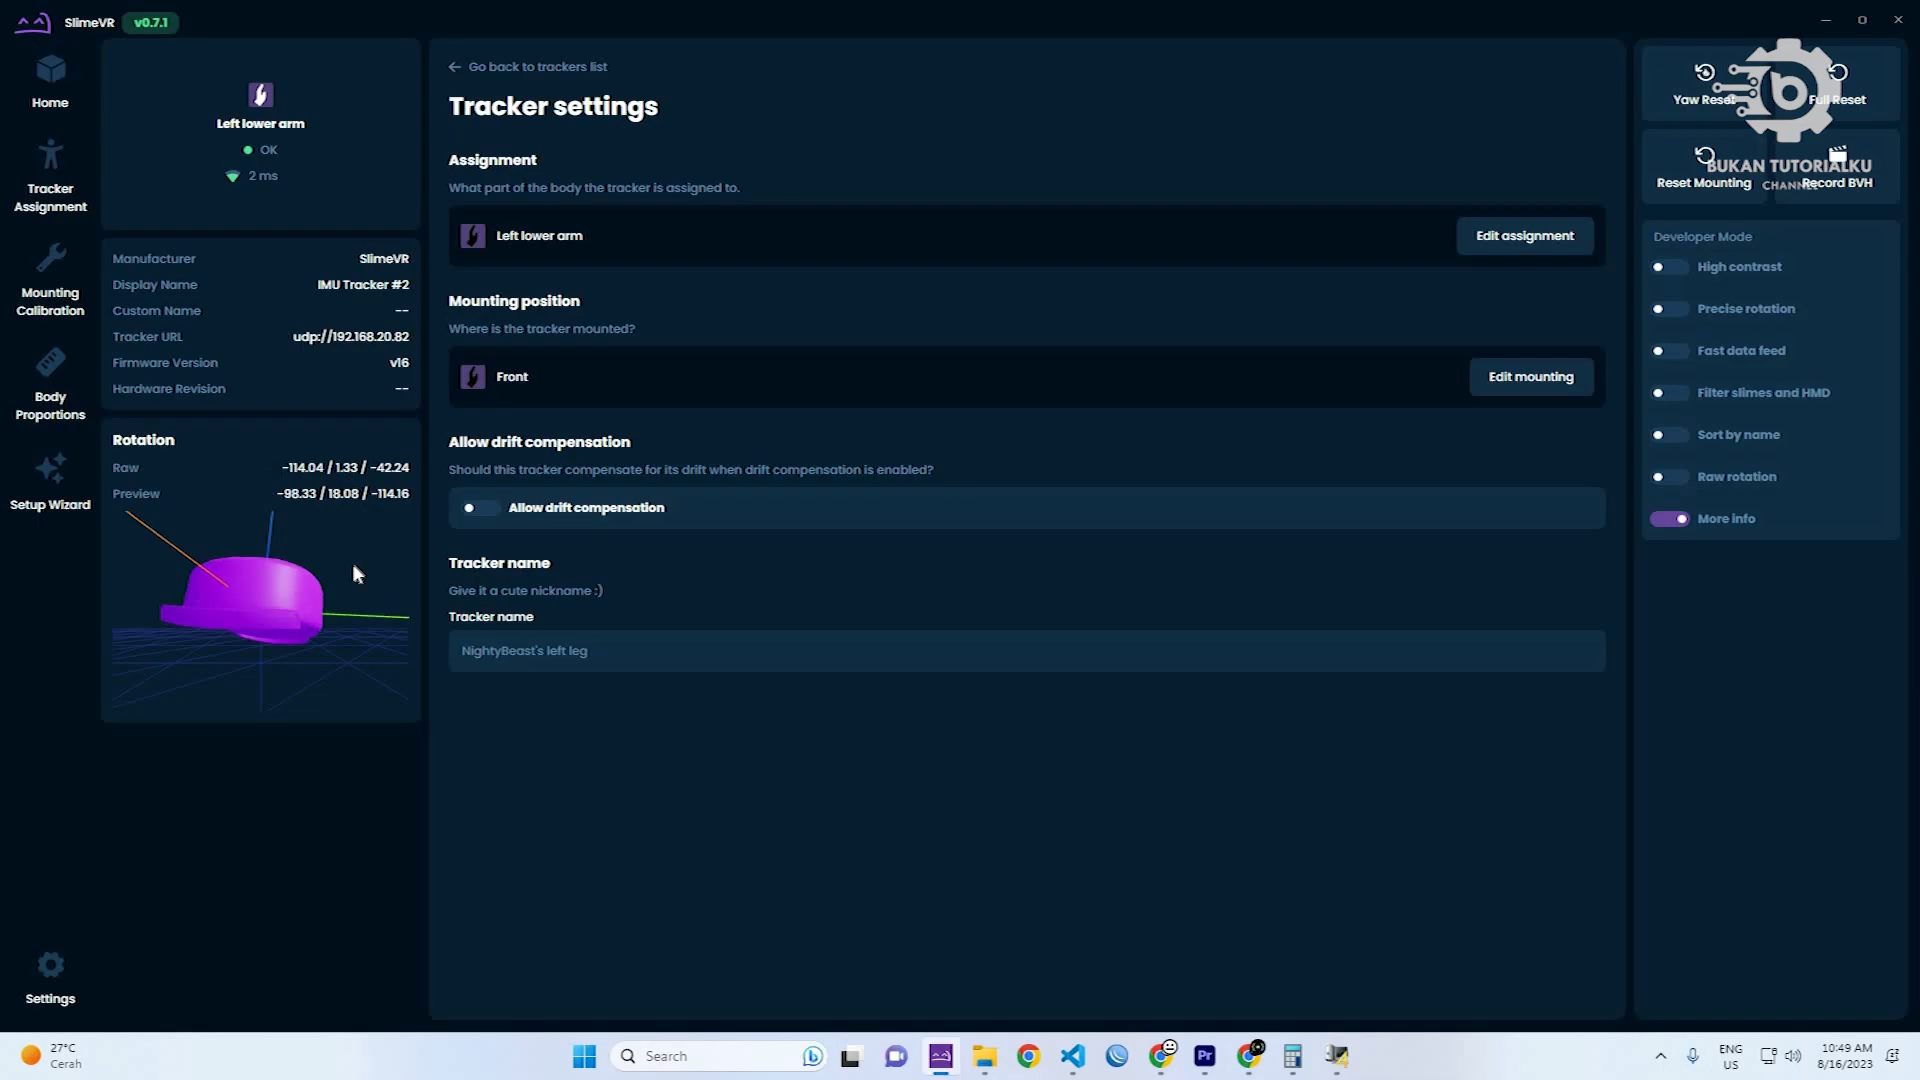 SlimeVR v0.7.1
Home
Tracker
Assignment
Mounting
Calibration
Body
Proportions
Setup Wizard
Settings
Left lower arm
OK
2 ms
Manufacturer SlimeVR
Display Name IMU Tracker #2
Custom Name --
Tracker URL udp://192.168.20.82
Firmware Version v16
Hardware Revision --
Rotation
Raw -114.04 / 1.33 / -42.24
Preview -98.33 / 18.08 / -114.16
Go back to trackers list
Tracker settings
Assignment
What part of the body the tracker is assigned to.
Left lower arm Edit assignment
Mounting position
Where is the tracker mounted?
Front Edit mounting
Allow drift compensation
Should this tracker compensate for its drift when drift compensation is enabled?
Allow drift compensation
Tracker name
Give it a cute nickname :)
Tracker name
NightyBeast's left leg
Yaw Reset Full Reset
BUKAN TUTORIALKU
CHANNEL
Reset Mounting Record BVH
Developer Mode
High contrast
Precise rotation
Fast data feed
Filter slimes and HMD
Sort by name
Raw rotation
More info
27°C
Cerah
Search
Pr
ENG
US
10:49 AM
8/16/2023